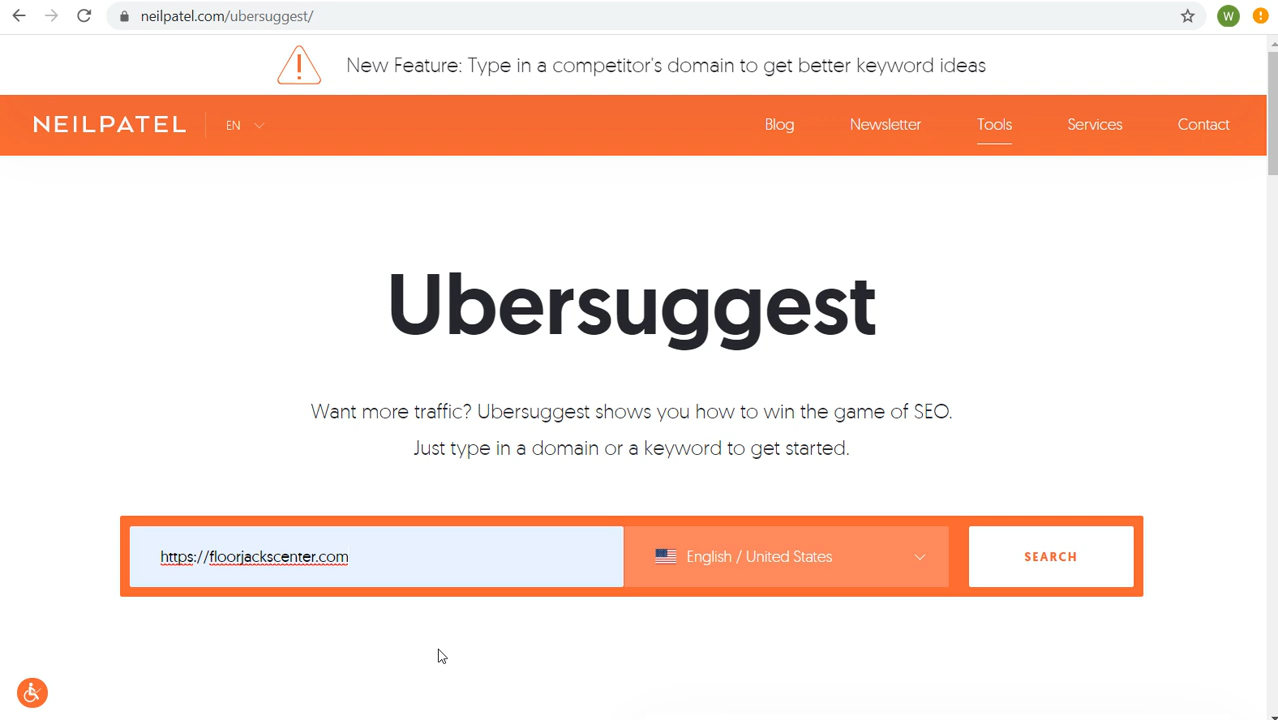 neilpatel.com/ubersuggest/
W
New Feature: Type in a competitor's domain to get better keyword ideas
NEILPATEL
EN
Blog
Newsletter
Tools
Services
Contact
Ubersuggest
Want more traffic? Ubersuggest shows you how to win the game of SEO.
Just type in a domain or a keyword to get started.
https://floorjackscenter.com
English / United States
SEARCH